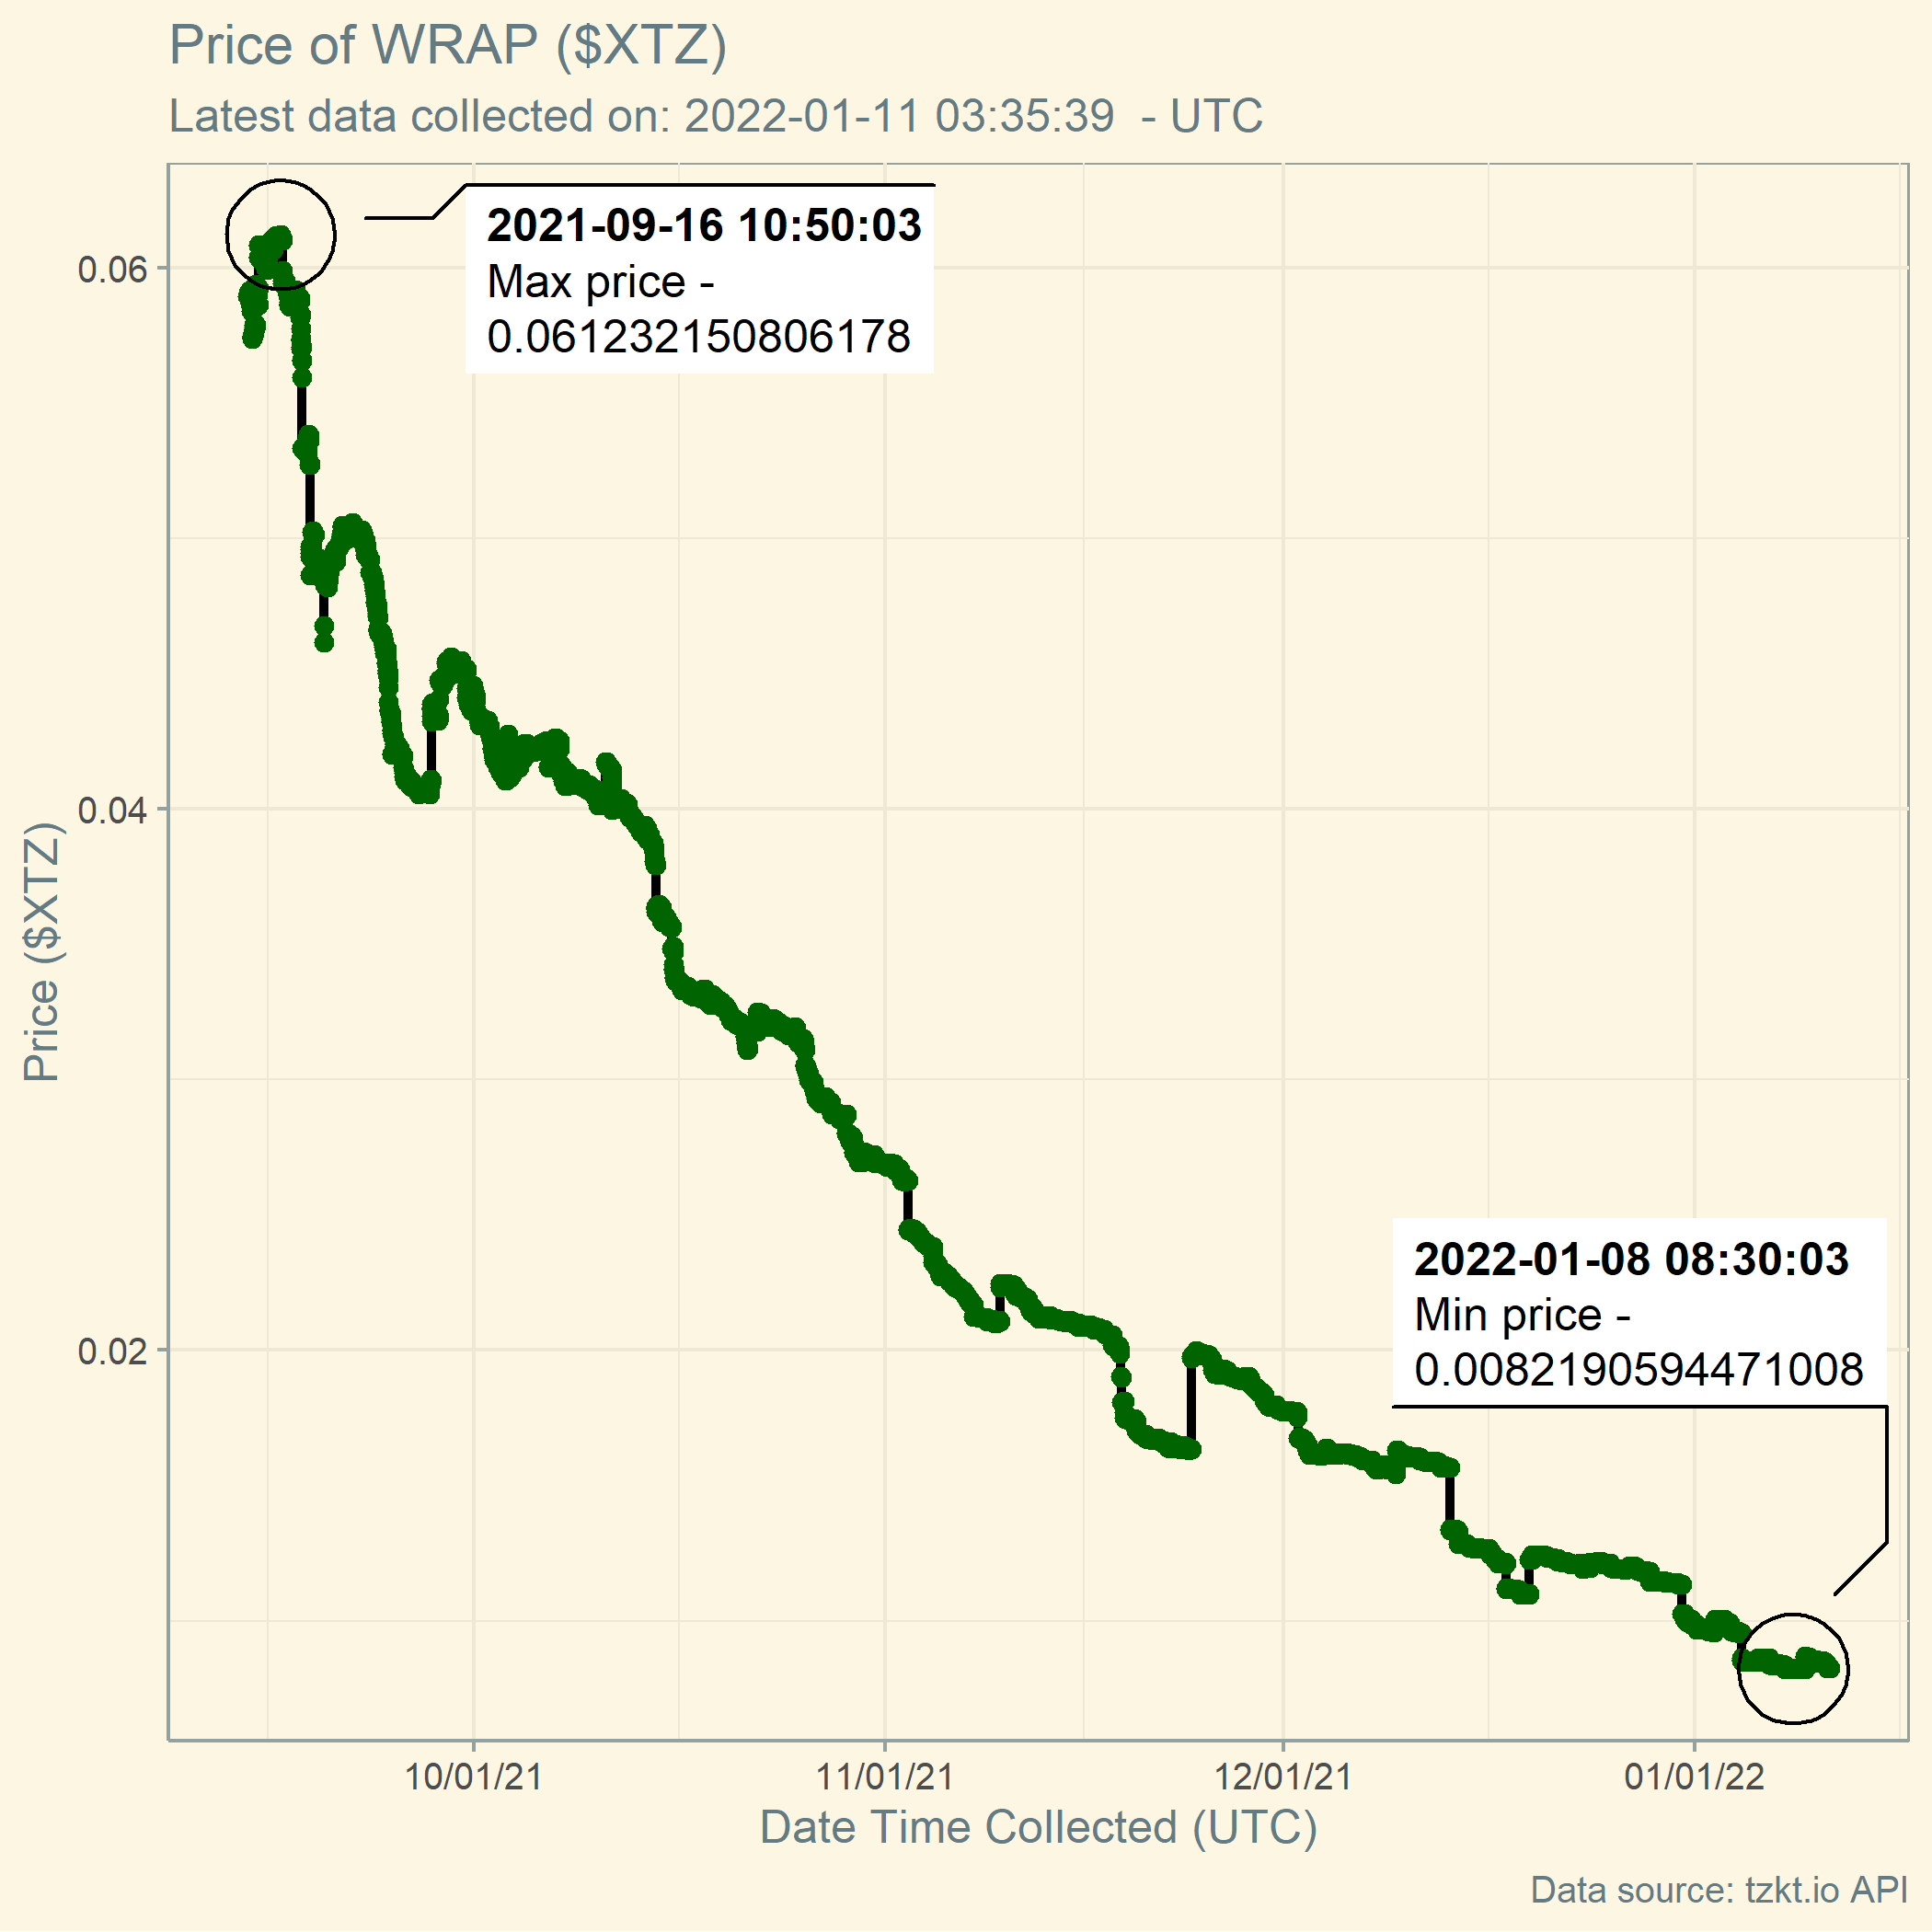 Price of WRAP ($XTZ)
Latest data collected on: 2022-01-11 03:35:39  - UTC
2021-09-16 10:50:03
Max price -
0.061232150806178
0.06
0.04
0.02
Price ($XTZ)
2022-01-08 08:30:03
Min price -
0.00821905944710​08
10/01/21
11/01/21
12/01/21
01/01/22
Date Time Collected (UTC)
Data source: tzkt.io API